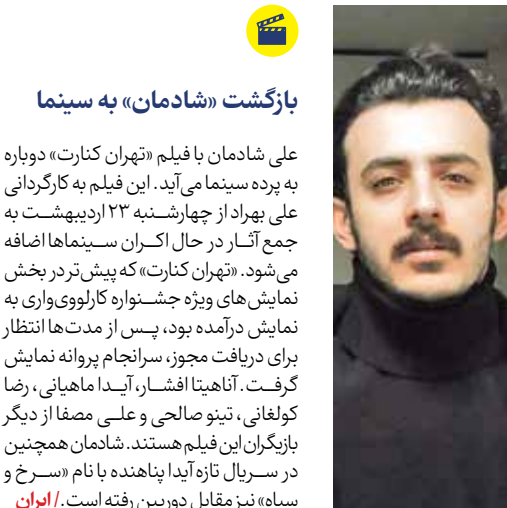 بازگشت «شادمان» به سینما
علی شادمان با فیلم «تهران کنارت» دوباره
به پرده سینما می‌آید. این فیلم به کارگردانی
علی بهراد از چهارشـنبه ۲۳ اردیبهشـت به
جمع آثـار در حال اکـران سـینماها اضافه
می‌شود. «تهران کنارت» که پیش‌تر در بخش
نمایش‌های ویژه جشـنواره کارلووی‌واری به
نمایش درآمده بود، پـس از مدت‌ها انتظار
برای دریافت مجوز، سرانجام پروانه نمایش
گرفـت. آناهیتا افشـار، آیـدا ماهیانی، رضا
کولغانی، تینو صالحی و علـی مصفا از دیگر
بازیگران این فیلم هستند. شادمان همچنین
در سـریال تازه آیدا پناهنده با نام «سـرخ و
سیاه» نیز مقابل دوربین رفته است. / ایران